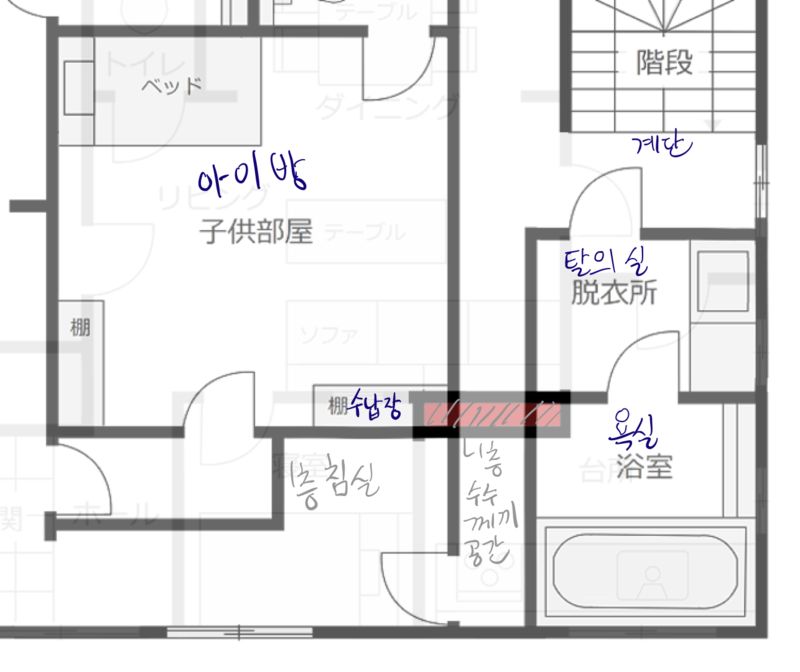 テーブル
トイレ
ベッド
階段
ダイニング
계단
아이방
リビング
子供部屋
テーブル
탈의실
脱衣所
棚
ソファ
棚
수납장
욕실
浴室
台所
寝室
1층 침실
1층
수수
께끼
공간
関
ホール